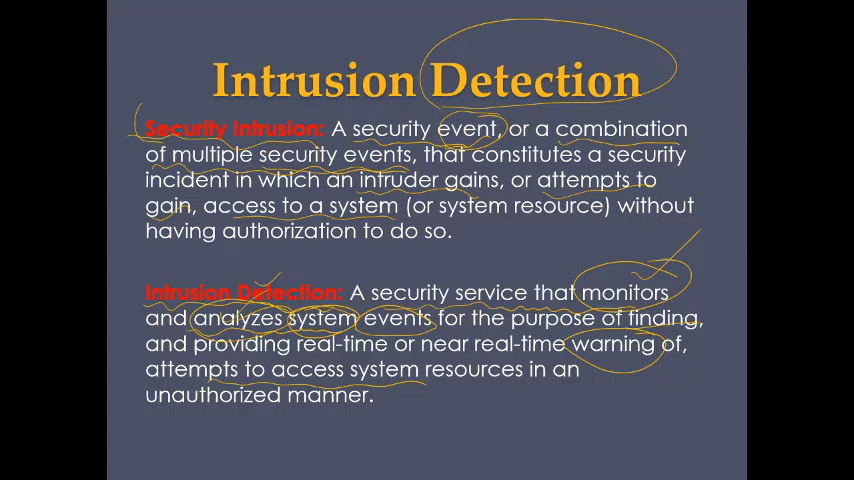 Intrusion Detection
Security Intrusion: A security event, or a combination
of multiple security events, that constitutes a security
incident in which an intruder gains, or attempts to
gain, access to a system (or system resource) without
having authorization to do so.
Intrusion Detection: A security service that monitors
and analyzes system events for the purpose of finding,
and providing real-time or near real-time warning of,
attempts to access system resources in an
unauthorized manner.